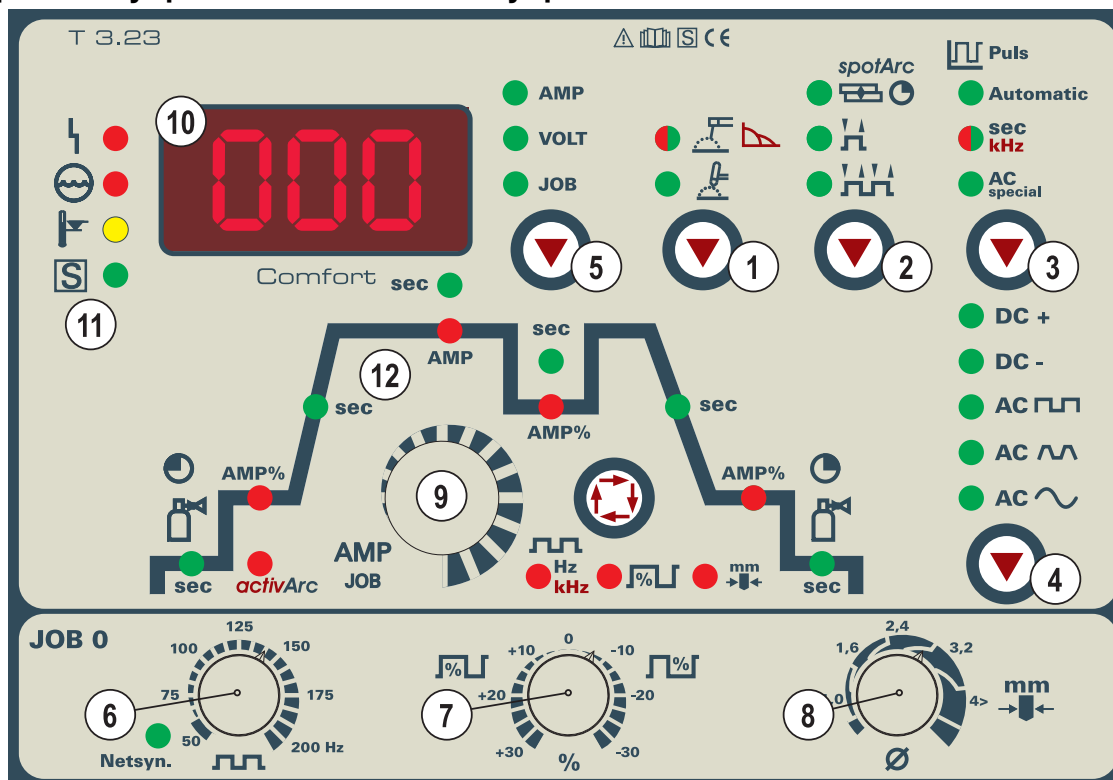 T 3.23
S CE
Puls
spotArc
AMP
Automatic
10
000
VOLT
sec
kHz
JOB
AC
special
S
Comfort
5
1
2
3
11
sec
DC +
sec
AMP
DC -
12
sec
sec
AC
AMP%
AC
AMP%
AMP%
9
AC
AMP
JOB
Hz
kHz
%
mm
sec
activArc
sec
4
JOB 0
125
100
150
75
175
50
200 Hz
6
Netsyn.
%
0
%
+10
-10
+20
-20
+30
-30
%
7
2,4
1,6
3,2
4>
mm
8
Ø